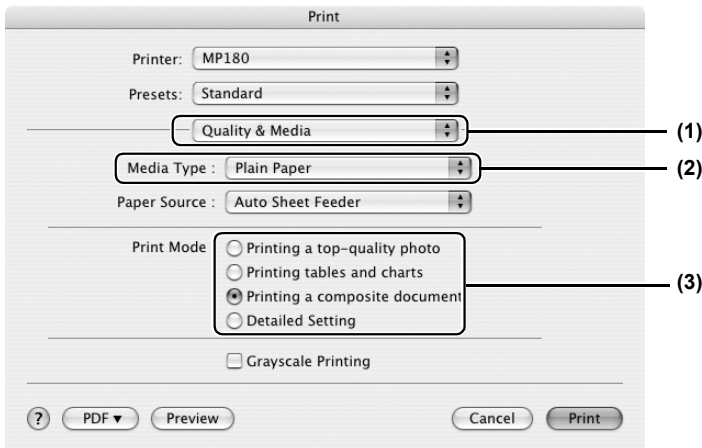 Print
Printer: MP180
Presets: Standard
Quality & Media (1)
Media Type : Plain Paper (2)
Paper Source : Auto Sheet Feeder
Print Mode Printing a top-quality photo
Printing tables and charts
Printing a composite document (3)
Detailed Setting
Grayscale Printing
? PDF ▼ Preview Cancel Print